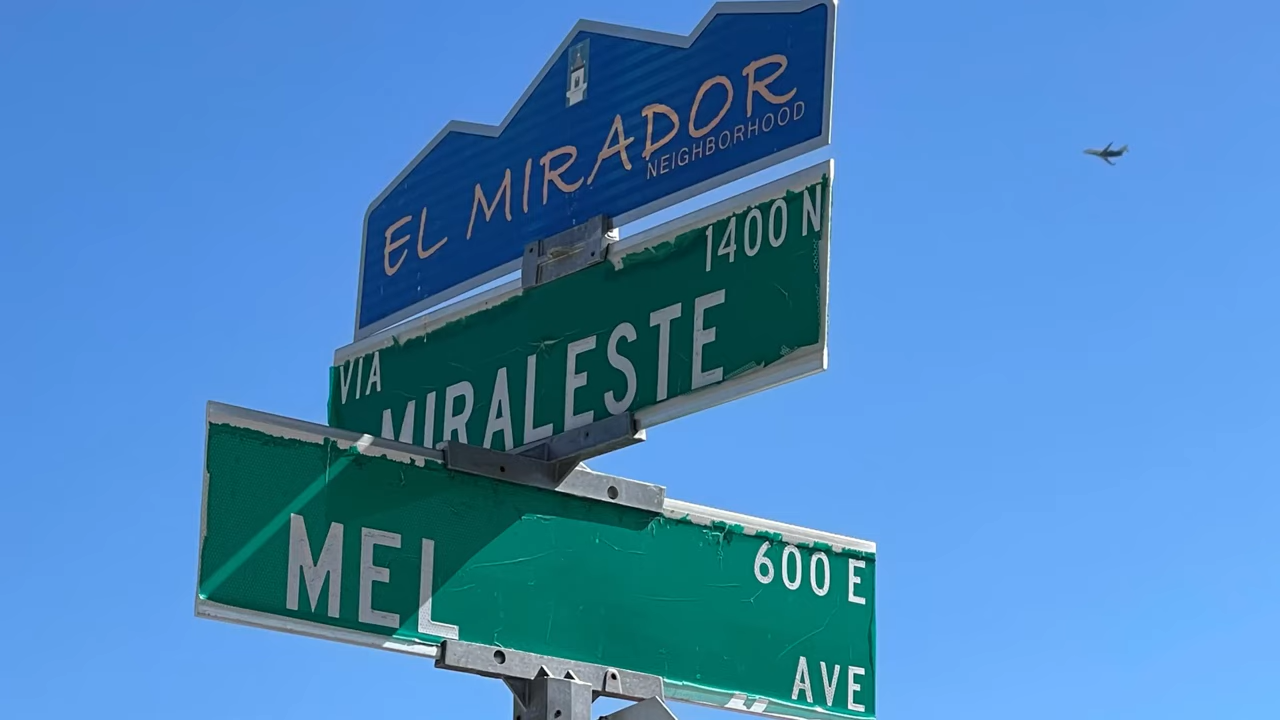 EL MIRADOR
NEIGHBORHOOD
1400 N
VIA
MIRALESTE
600 E
MEL
AVE